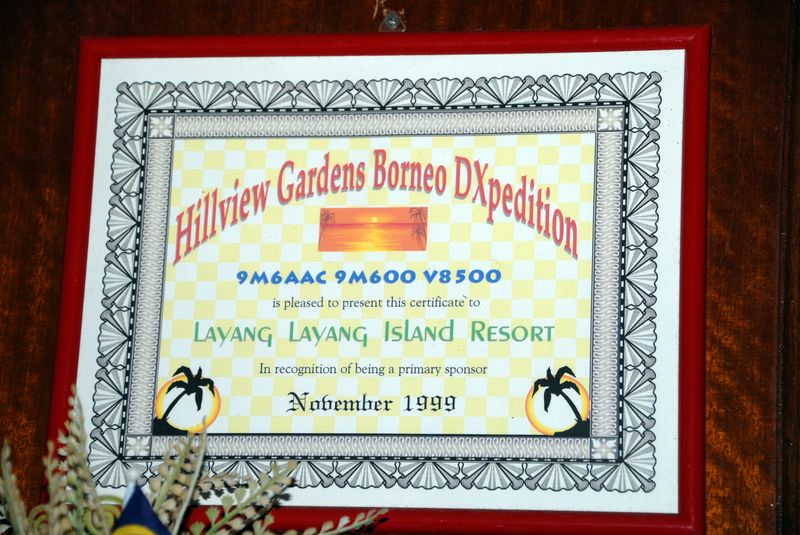 Hillview Gardens Borneo DXpedition
9M6AAC 9M6OO V8500
is pleased to present this certificate to
Layang Layang Island Resort
In recognition of being a primary sponsor
November 1999